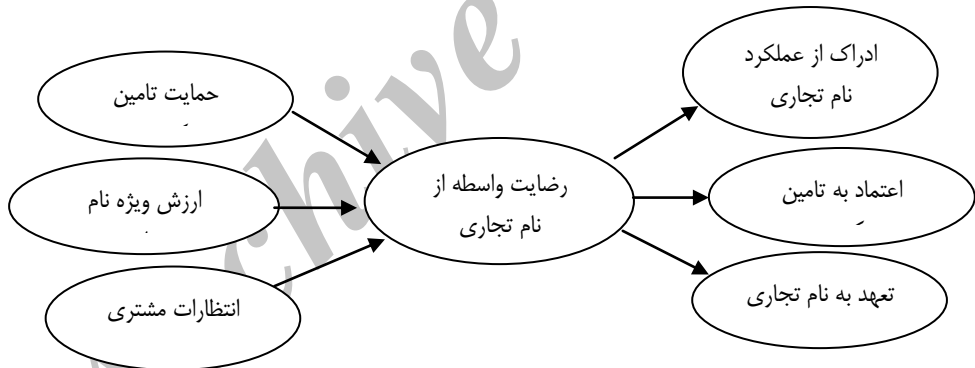 حمایت تامین
ارزش ویژه نام
انتظارات مشتری
رضایت واسطه از
نام تجاری
ادراک از عملکرد
نام تجاری
اعتماد به تامین
تعهد به نام تجاری
chive